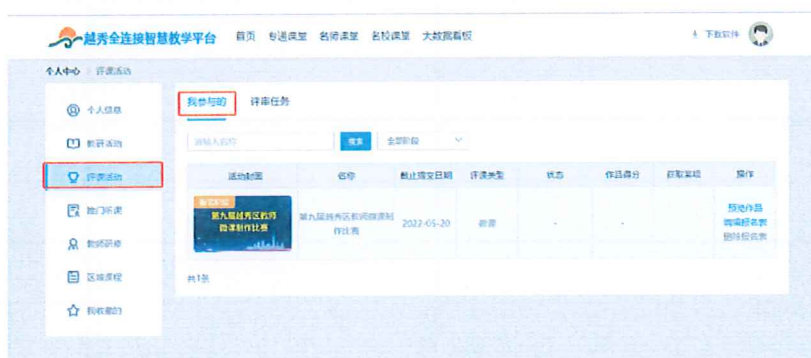 越秀全连接智慧教学平台 首页 专递课堂 名师课堂 名校课堂 大数据看板 下载软件
个人中心 > 评课活动
个人信息
教研活动
评课活动
推门听课
教师研修
区域课程
我收藏的
我参与的 评审任务
请输入名称 搜索 全部阶段
活动封面 名称 截止提交日期 评课类型 状态 作品得分 获取奖项 操作
第九届越秀区教师
微课制作比赛
第九届越秀区教师微课制
作比赛
2022-05-20 微课 - -
预览作品
编辑报名表
删除报名表
共1条